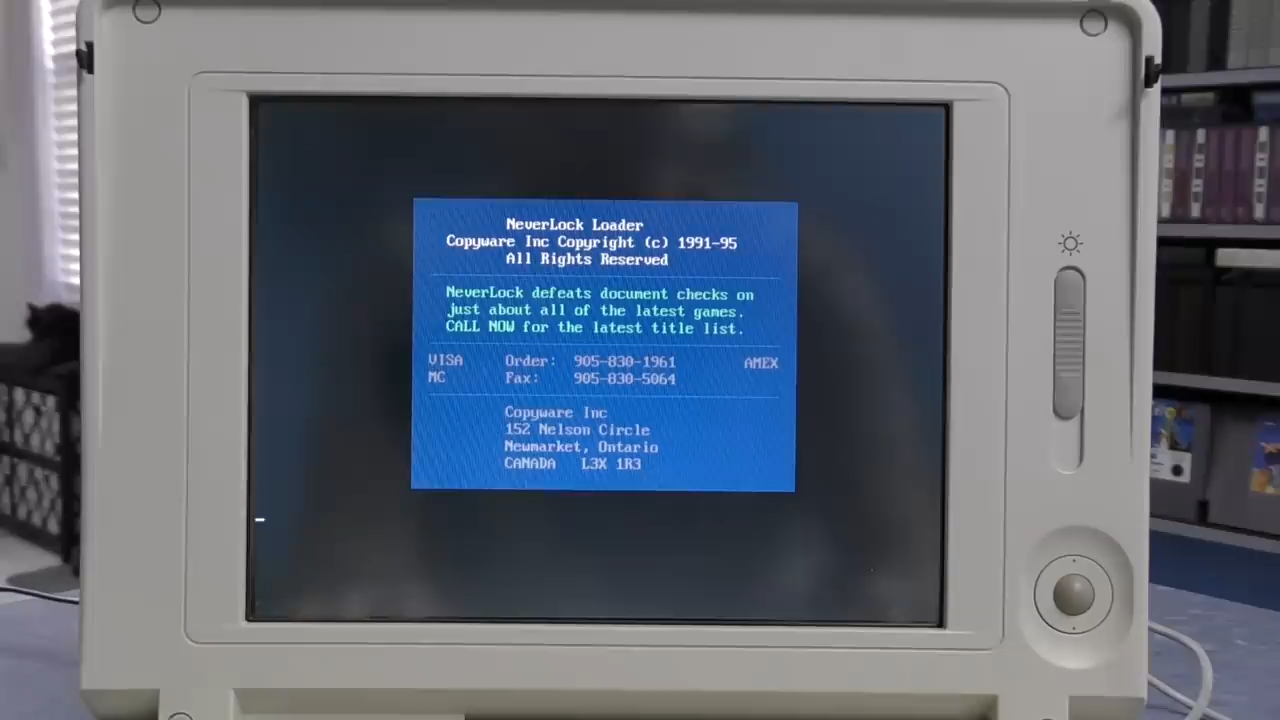 NeverLock Loader
Copyware Inc Copyright (c) 1991-95
All Rights Reserved
NeverLock defeats document checks on
just about all of the latest games.
CALL NOW for the latest title list.
VISA Order: 905-830-1961 AMEX
MC Fax: 905-830-5064
Copyware Inc
152 Nelson Circle
Newmarket, Ontario
CANADA L3X 1R3